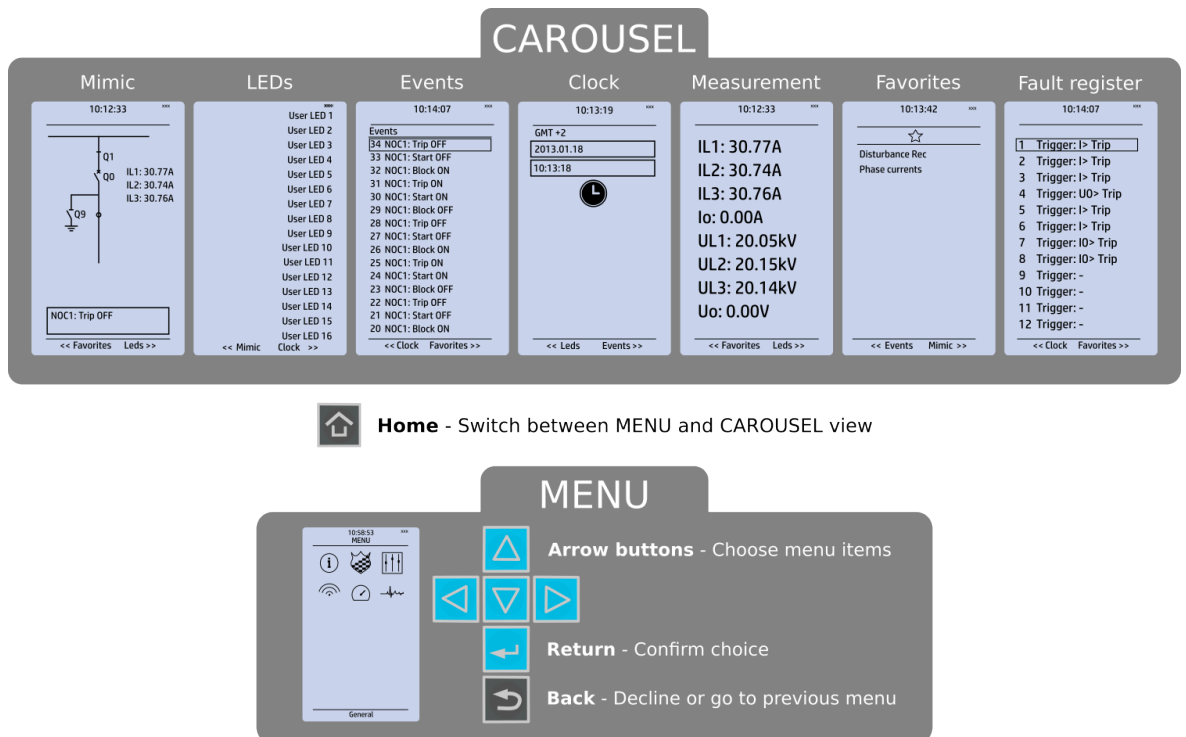 CAROUSEL
Mimic
10:12:33 xxx
Q1
Q0
IL1: 30.77A
IL2: 30.74A
IL3: 30.76A
Q9
NOC1: Trip OFF
<< Favorites Leds >>
LEDs
User LED 1
User LED 2
User LED 3
User LED 4
User LED 5
User LED 6
User LED 7
User LED 8
User LED 9
User LED 10
User LED 11
User LED 12
User LED 13
User LED 14
User LED 15
User LED 16
<< Mimic Clock >>
Events
10:14:07 xxx
Events
34 NOC1: Trip OFF
33 NOC1: Start OFF
32 NOC1: Block ON
31 NOC1: Trip ON
30 NOC1: Start ON
29 NOC1: Block OFF
28 NOC1: Trip OFF
27 NOC1: Start OFF
26 NOC1: Block ON
25 NOC1: Trip ON
24 NOC1: Start ON
23 NOC1: Block OFF
22 NOC1: Trip OFF
21 NOC1: Start OFF
20 NOC1: Block ON
<< Clock Favorites >>
Clock
10:13:19 xxx
GMT +2
2013.01.18
10:13:18
<< Leds Events >>
Measurement
10:12:33 xxx
IL1: 30.77A
IL2: 30.74A
IL3: 30.76A
Io: 0.00A
UL1: 20.05kV
UL2: 20.15kV
UL3: 20.14kV
Uo: 0.00V
<< Favorites Leds >>
Favorites
10:13:42 xxx
Disturbance Rec
Phase currents
<< Events Mimic >>
Fault register
10:14:07 xxx
1 Trigger: I> Trip
2 Trigger: I> Trip
3 Trigger: I> Trip
4 Trigger: U0> Trip
5 Trigger: I> Trip
6 Trigger: I> Trip
7 Trigger: I0> Trip
8 Trigger: I0> Trip
9 Trigger: -
10 Trigger: -
11 Trigger: -
12 Trigger: -
<< Clock Favorites >>
Home - Switch between MENU and CAROUSEL view
MENU
10:58:53 xxx
MENU
i
General
Arrow buttons - Choose menu items
Return - Confirm choice
Back - Decline or go to previous menu